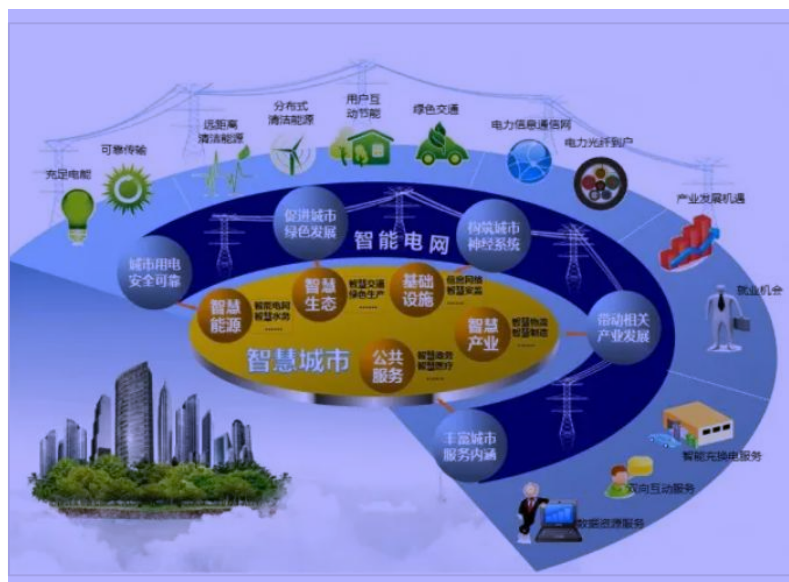 用户互
动节能
绿色交通
分布式
清洁能源
远距离
清洁能源
电力信息通信网
可靠传输
电力光纤到户
充足电能
产业发展机遇
促进城市
绿色发展
构筑城市
神经系统
智能电网
城市用电
安全可靠
就业机会
智慧
能源
智能电网
智慧水务
......
智慧
生态
智慧交通
绿色生产
......
基础
设施
信息网络
智慧安监
......
智慧
产业
智慧物流
智慧制造
......
带动相关
产业发展
智慧城市
公共
服务
智慧政务
智慧医疗
......
丰富城市
服务内涵
智能充换电服务
双向互动服务
数据资源服务